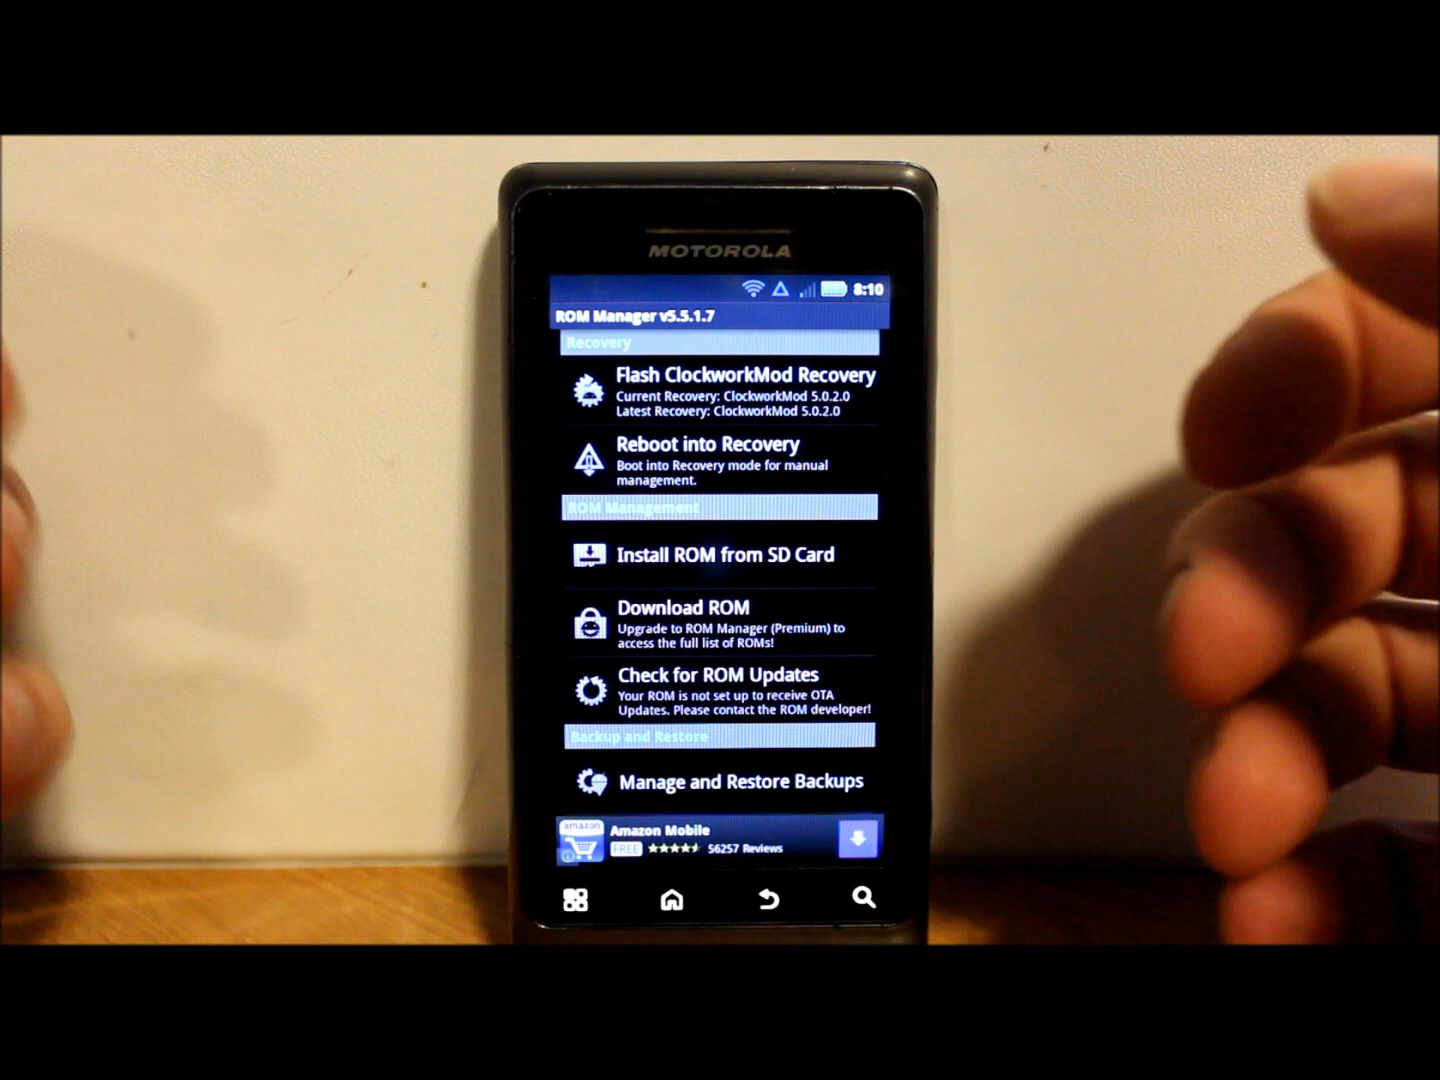 MOTOROLA
8:10
ROM Manager v5.5.1.7
Recovery
Flash ClockworkMod Recovery
Current Recovery: ClockworkMod 5.0.2.0
Latest Recovery: ClockworkMod 5.0.2.0
Reboot into Recovery
Boot into Recovery mode for manual
management.
ROM Management
Install ROM from SD Card
Download ROM
Upgrade to ROM Manager (Premium) to
access the full list of ROMs!
Check for ROM Updates
Your ROM is not set up to receive OTA
Updates. Please contact the ROM developer!
Backup and Restore
Manage and Restore Backups
amazon
Amazon Mobile
FREE
56257 Reviews